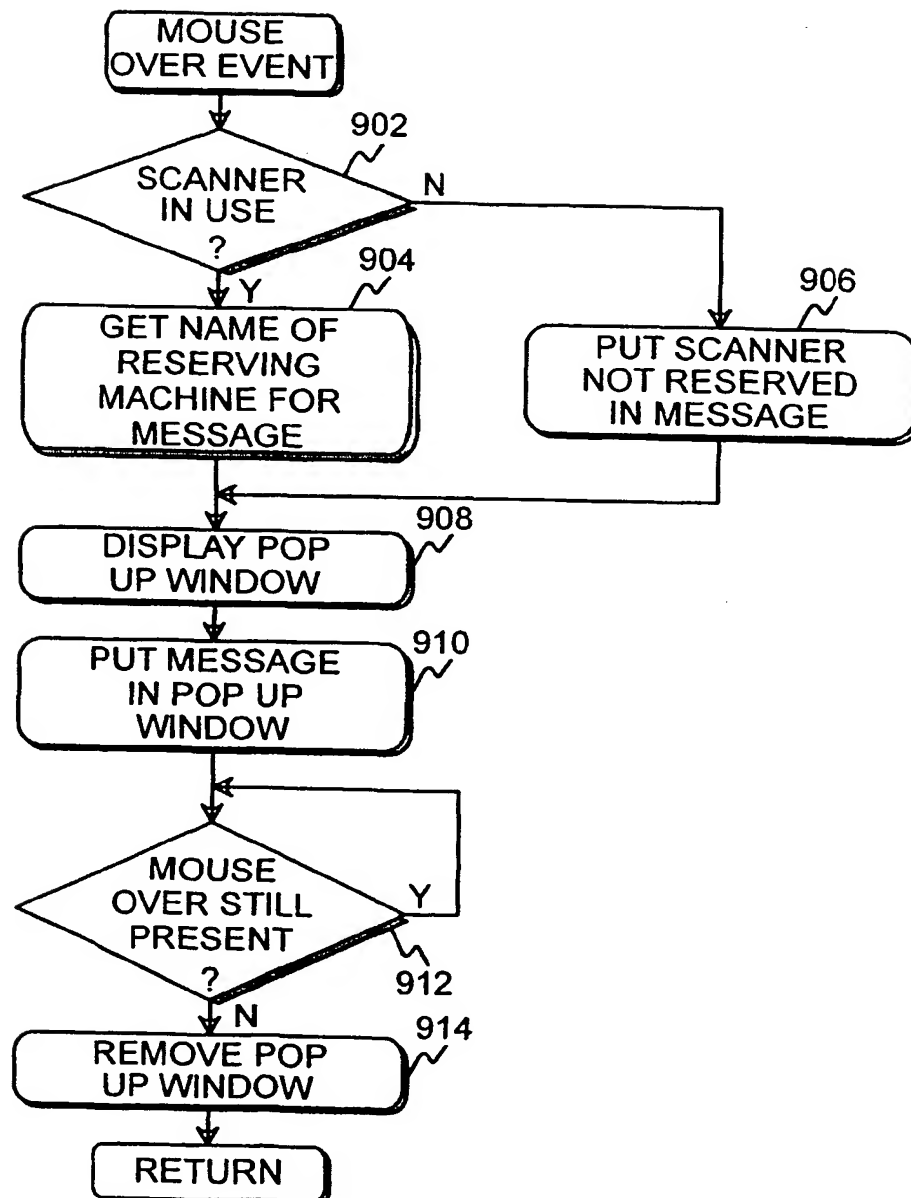 MOUSE
OVER EVENT
902
SCANNER
IN USE
?
N
Y
904
GET NAME OF
RESERVING
MACHINE FOR
MESSAGE
906
PUT SCANNER
NOT RESERVED
IN MESSAGE
908
DISPLAY POP
UP WINDOW
910
PUT MESSAGE
IN POP UP
WINDOW
MOUSE
OVER STILL
PRESENT
?
Y
912
N
914
REMOVE POP
UP WINDOW
RETURN